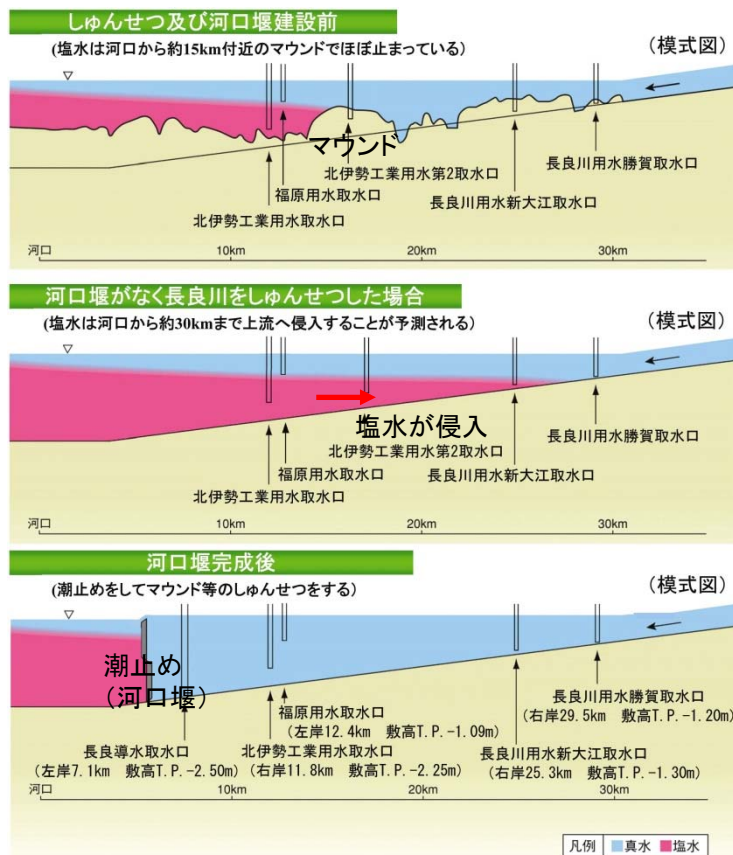 しゅんせつ及び河口堰建設前
(塩水は河口から約15km付近のマウンドでほぼ止まっている)
(模式図)
マウンド
北伊勢工業用水第2取水口
長良川用水勝賀取水口
福原用水取水口
長良川用水新大江取水口
北伊勢工業用水取水口
河口 10km 20km 30km
河口堰がなく長良川をしゅんせつした場合
(塩水は河口から約30kmまで上流へ侵入することが予測される)
(模式図)
塩水が侵入
長良川用水勝賀取水口
北伊勢工業用水第2取水口
福原用水取水口
長良川用水新大江取水口
北伊勢工業用水取水口
河口 10km 20km 30km
河口堰完成後
(潮止めをしてマウンド等のしゅんせつをする)
(模式図)
潮止め
(河口堰)
長良川用水勝賀取水口
(右岸29.5km 敷高T.P.-1.20m)
福原用水取水口
(左岸12.4km 敷高T.P.-1.09m)
長良導水取水口
(左岸7.1km 敷高T.P.-2.50m)
北伊勢工業用水取水口
(右岸11.8km 敷高T.P.-2.25m)
長良川用水新大江取水口
(右岸25.3km 敷高T.P.-1.30m)
河口 10km 20km 30km
凡例 真水 塩水